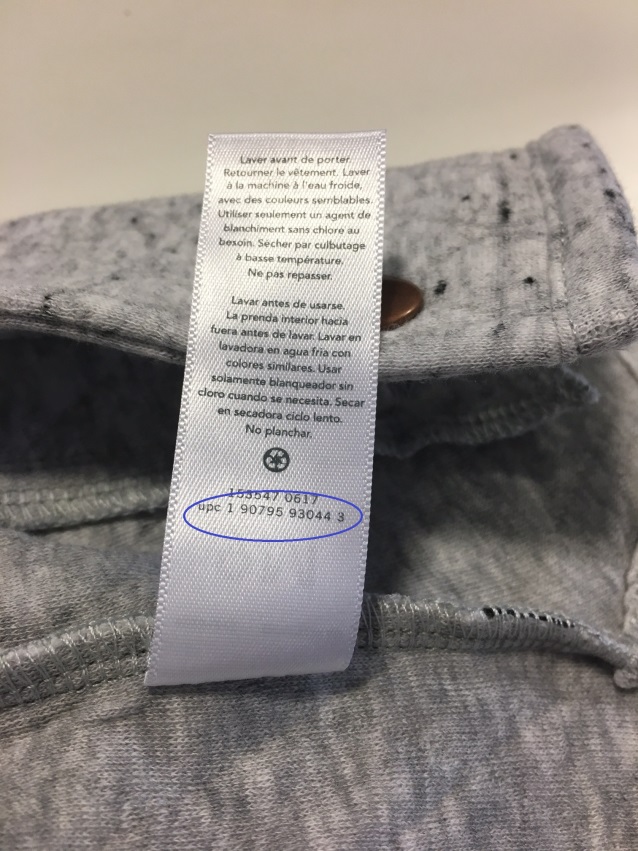 Laver avant de porter.
Retourner le vêtement. Laver
à la machine à l'eau froide,
avec des couleurs semblables.
Utiliser seulement un agent de
blanchiment sans chlore au
besoin. Sécher par culbutage
à basse température.
Ne pas repasser.
Lavar antes de usarse.
La prenda interior hacia
fuera antes de lavar. Lavar en
lavadora en agua fria con
colores similares. Usar
solamente blanqueador sin
cloro cuando se necesita. Secar
en secadora ciclo lento.
No planchar.
153547 0617
upc 1 90795 93044 3